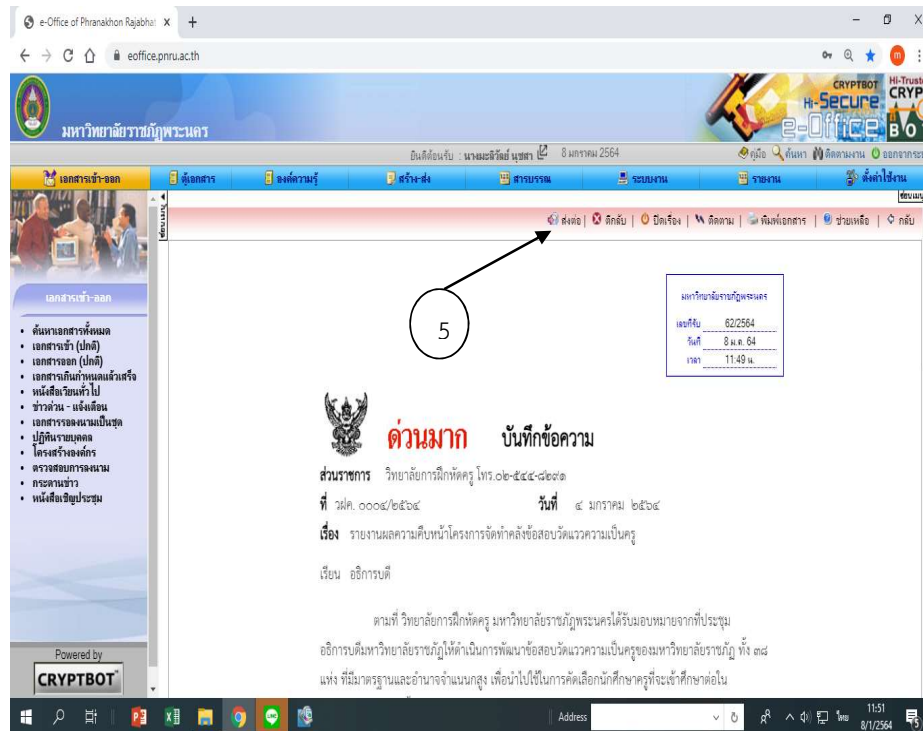 e-Office of Phranakhon Rajabhat
eoffice.pnru.ac.th
m
มหาวิทยาลัยราชภัฏพระนคร
CRYPTBOT
Hi-Secure
e-Office
Hi-Trust
CRYP
BO
ยินดีต้อนรับ : นางมะลิวัลย์ นุชสา 8 มกราคม 2564
คู่มือ ค้นหา ติดตามงาน ออกจากระ
เอกสารเข้า-ออก ตู้เอกสาร องค์ความรู้ สร้าง-ส่ง สารบรรณ ระบบงาน รายงาน ตั้งค่าใช้งาน
ซ่อนเมนู
ส่งต่อ | ตีกลับ | ปิดเรื่อง | ติดตาม | พิมพ์เอกสาร | ช่วยเหลือ | กลับ
5
เอกสารเข้า-ออก
• ค้นหาเอกสารทั้งหมด
• เอกสารเข้า (ปกติ)
• เอกสารออก (ปกติ)
• เอกสารเกินกำหนดแล้วเสร็จ
• หนังสือเวียนทั่วไป
• ข่าวด่วน - แจ้งเตือน
• เอกสารรอลงนามเป็นชุด
• ปฏิทินรายบุคคล
• โครงสร้างองค์กร
• ตรวจสอบการลงนาม
• กระดานข่าว
• หนังสือเชิญประชุม
Powered by
CRYPTBOT
มหาวิทยาลัยราชภัฏพระนคร
เลขที่รับ 62/2564
วันที่ 8 ม.ค. 64
เวลา 11:49 น.
ด่วนมาก บันทึกข้อความ
ส่วนราชการ วิทยาลัยการฝึกหัดครู โทร.๐๒-๕๔๔-๘๒๙๑
ที่ วฝค. ๐๐๐๔/๒๕๖๔ วันที่ ๔ มกราคม ๒๕๖๔
เรื่อง รายงานผลความคืบหน้าโครงการจัดทำคลังข้อสอบวัดแววความเป็นครู
เรียน อธิการบดี
ตามที่ วิทยาลัยการฝึกหัดครู มหาวิทยาลัยราชภัฏพระนครได้รับมอบหมายจากที่ประชุม
อธิการบดีมหาวิทยาลัยราชภัฏให้ดำเนินการพัฒนาข้อสอบวัดแววความเป็นครูของมหาวิทยาลัยราชภัฏ ทั้ง ๓๘
แห่ง ที่มีมาตรฐานและอำนาจจำแนกสูง เพื่อนำไปใช้ในการคัดเลือกนักศึกษาครูที่จะเข้าศึกษาต่อใน
Address
ไทย
11:51
8/1/2564